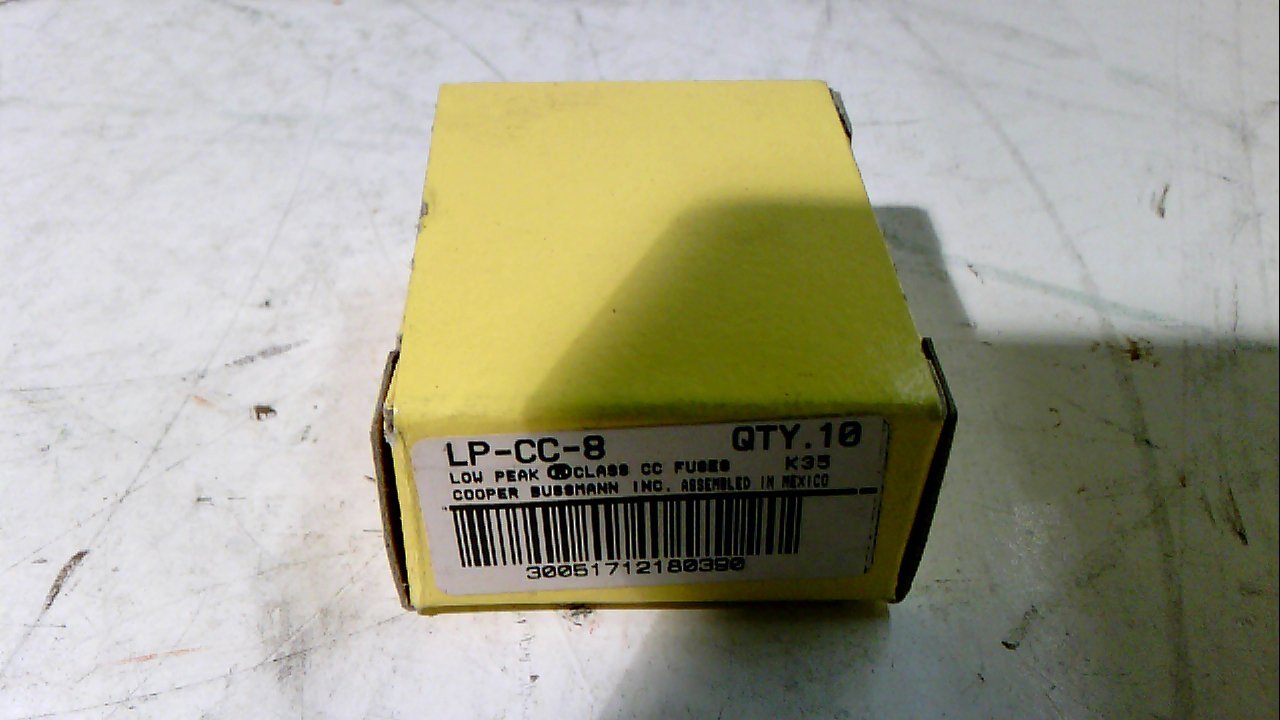 LP-CC-8 QTY.10
LOW PEAK ® CLASS CC FUSES K35
COOPER BUSSMANN INC. ASSEMBLED IN MEXICO
30051712180390